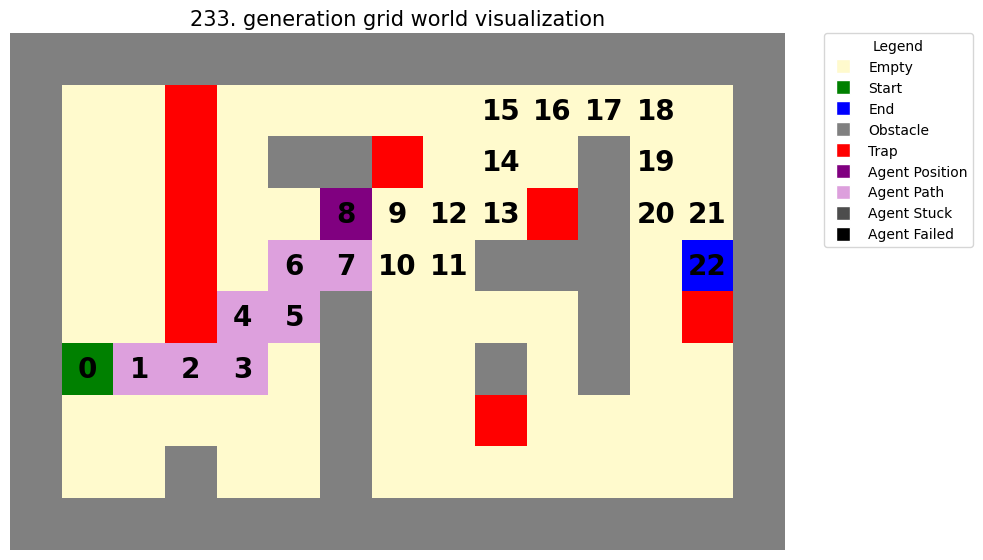 233. generation grid world visualization
Legend
Empty
Start
End
Obstacle
Trap
Agent Position
Agent Path
Agent Stuck
Agent Failed
15 16 17 18
14 19
8 9 12 13 20 21
6 7 10 11 22
4 5
0 1 2 3